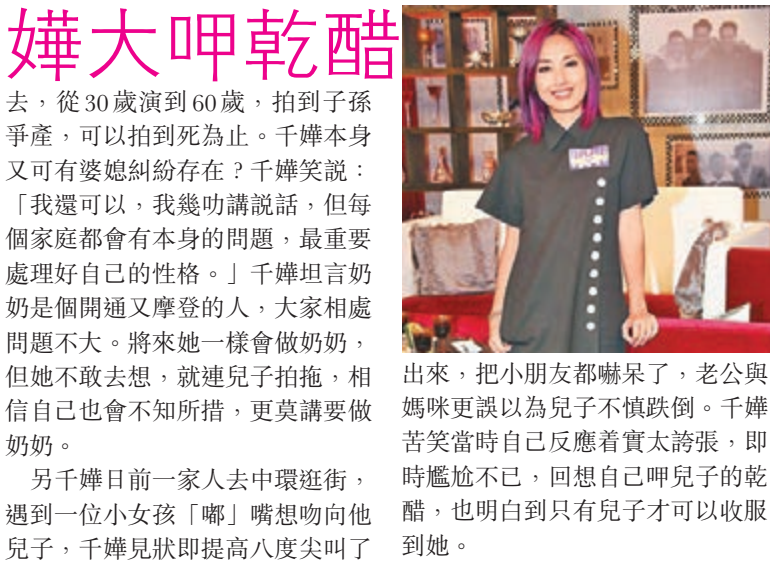 嬅大呷乾醋
去，從30歲演到60歲，拍到子孫
爭產，可以拍到死為止。千嬅本身
又可有婆媳糾紛存在？千嬅笑説：
「我還可以，我幾叻講説話，但每
個家庭都會有本身的問題，最重要
處理好自己的性格。」千嬅坦言奶
奶是個開通又摩登的人，大家相處
問題不大。將來她一樣會做奶奶，
但她不敢去想，就連兒子拍拖，相
信自己也會不知所措，更莫講要做
奶奶。
另千嬅日前一家人去中環逛街，
遇到一位小女孩「嘟」嘴想吻向他
兒子，千嬅見狀即提高八度尖叫了
出來，把小朋友都嚇呆了，老公與
媽咪更誤以為兒子不慎跌倒。千嬅
苦笑當時自己反應着實太誇張，即
時尷尬不已，回想自己呷兒子的乾
醋，也明白到只有兒子才可以收服
到她。